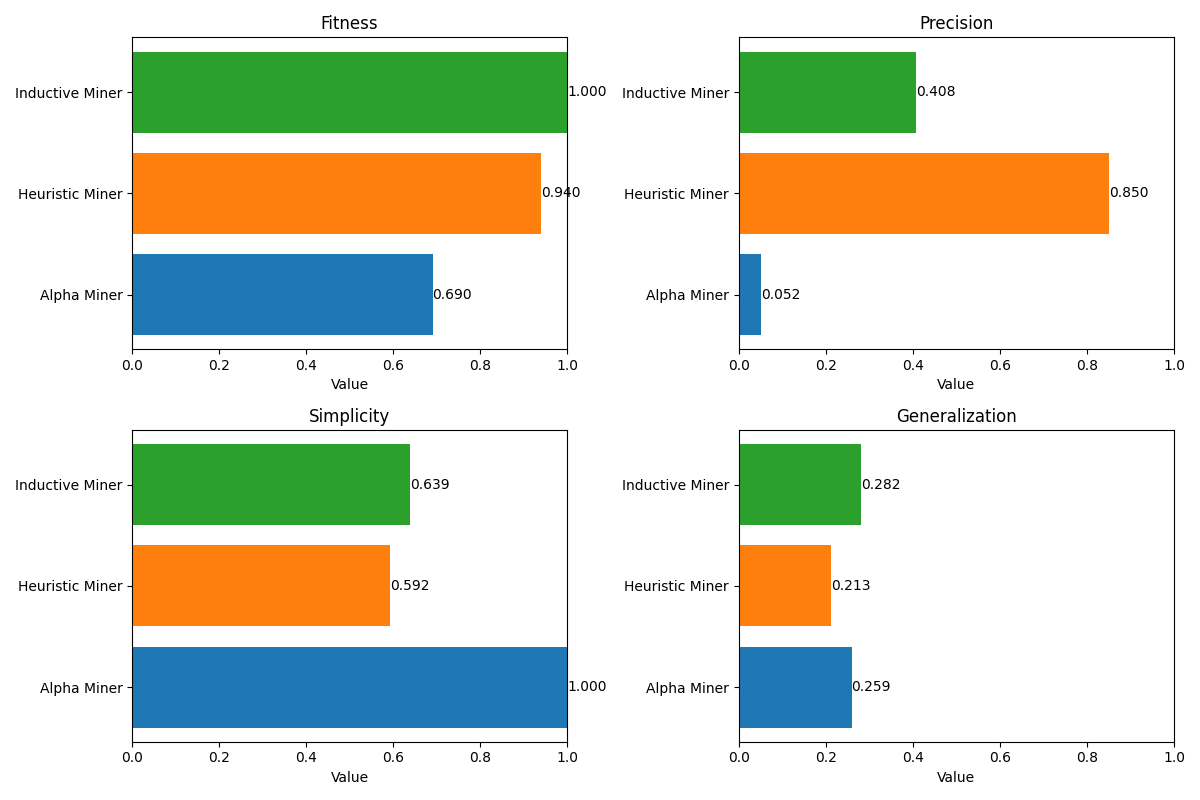 Fitness
Inductive Miner
1.000
Heuristic Miner
0.940
Alpha Miner
0.690
0.0 0.2 0.4 0.6 0.8 1.0
Value
Precision
Inductive Miner
0.408
Heuristic Miner
0.850
Alpha Miner
0.052
0.0 0.2 0.4 0.6 0.8 1.0
Value
Simplicity
Inductive Miner
0.639
Heuristic Miner
0.592
Alpha Miner
1.000
0.0 0.2 0.4 0.6 0.8 1.0
Value
Generalization
Inductive Miner
0.282
Heuristic Miner
0.213
Alpha Miner
0.259
0.0 0.2 0.4 0.6 0.8 1.0
Value